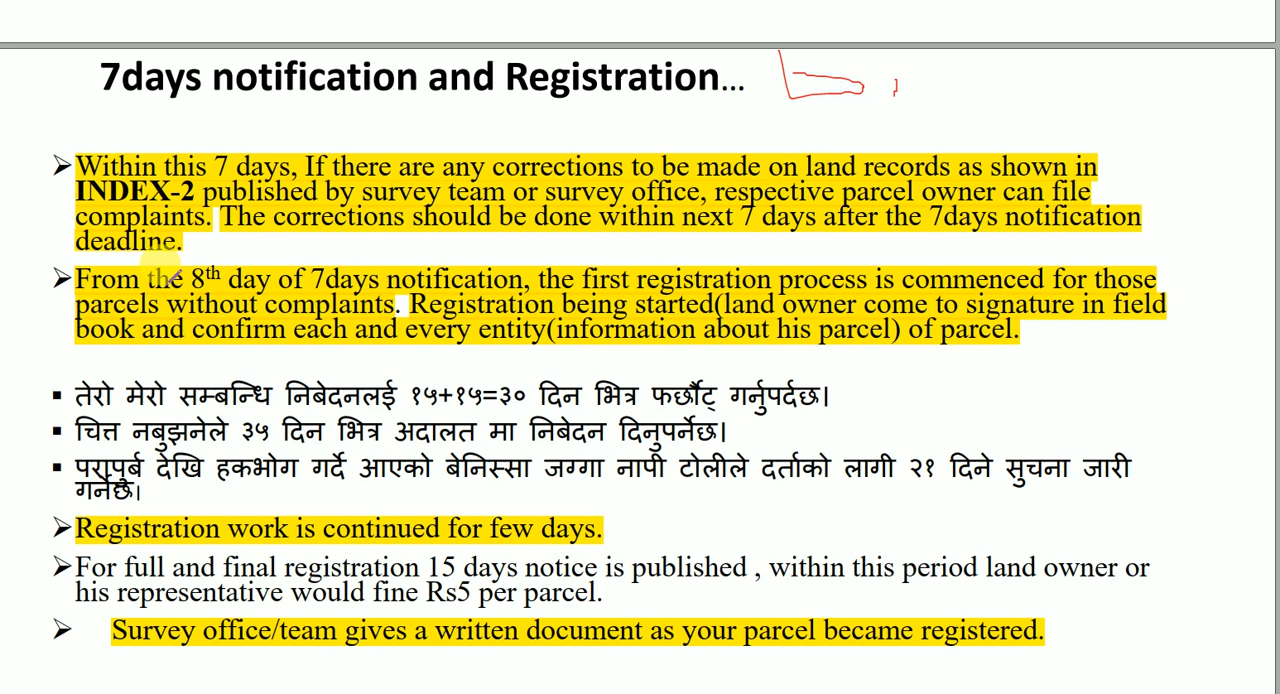 7days notification and Registration...
➢Within this 7 days, If there are any corrections to be made on land records as shown in
INDEX-2 published by survey team or survey office, respective parcel owner can file
complaints. The corrections should be done within next 7 days after the 7days notification
deadline.
➢From the 8th day of 7days notification, the first registration process is commenced for those
parcels without complaints. Registration being started(land owner come to signature in field
book and confirm each and every entity(information about his parcel) of parcel.
▪ तेरो मेरो सम्बन्धि निबेदनलई १५+१५=३० दिन भित्र फर्छौट् गर्नुपर्दछ।
▪ चित्त नबुझनेले ३५ दिन भित्र अदालत मा निबेदन दिनुपर्नेछ।
▪ परापुर्ब देखि हकभोग गर्दे आएको बेनिस्सा जग्गा नापी टोलीले दर्ताको लागी २१ दिने सुचना जारी
गर्नेछ।
➢Registration work is continued for few days.
➢For full and final registration 15 days notice is published , within this period land owner or
his representative would fine Rs5 per parcel.
➢ Survey office/team gives a written document as your parcel became registered.